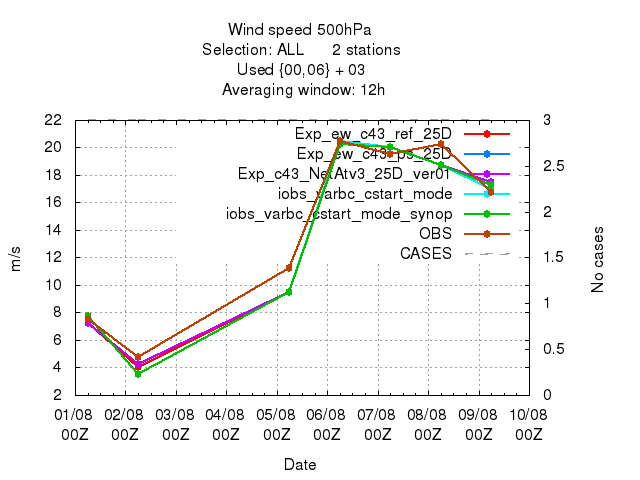 Wind speed 500hPa
Selection: ALL 2 stations
Used {00,06} + 03
Averaging window: 12h
22
20
18
16
14
12
10
8
6
4
2
m/s
3
2.5
2
1.5
1
0.5
0
No cases
Exp_ew_c43_ref_25D
Exp_ew_c43_ps_25D
Exp_c43_NetAtv3_25D_ver01
iobs_varbc_cstart_mode
iobs_varbc_cstart_mode_synop
OBS
CASES
01/08 02/08 03/08 04/08 05/08 06/08 07/08 08/08 09/08 10/08
00Z 00Z 00Z 00Z 00Z 00Z 00Z 00Z 00Z 00Z
Date